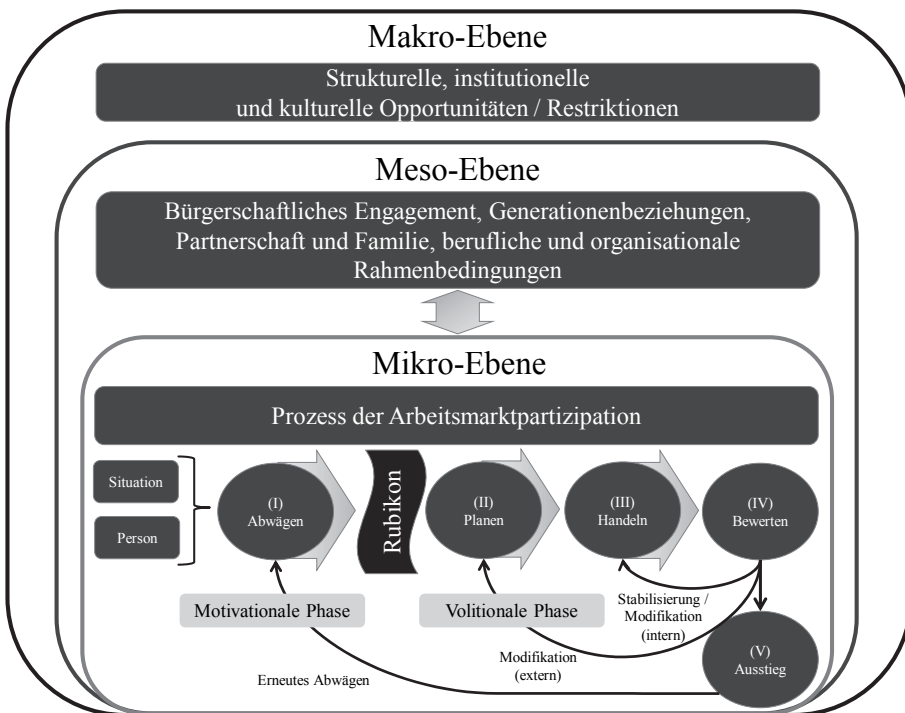 Makro-Ebene
Strukturelle, institutionelle
und kulturelle Opportunitäten / Restriktionen
Meso-Ebene
Bürgerschaftliches Engagement, Generationenbeziehungen,
Partnerschaft und Familie, berufliche und organisationale
Rahmenbedingungen
Mikro-Ebene
Prozess der Arbeitsmarktpartizipation
Situation
Person
(I)
Abwägen
Rubikon
(II)
Planen
(III)
Handeln
(IV)
Bewerten
Motivationale Phase
Volitionale Phase
Stabilisierung /
Modifikation
(intern)
Modifikation
(extern)
Erneutes Abwägen
(V)
Ausstieg